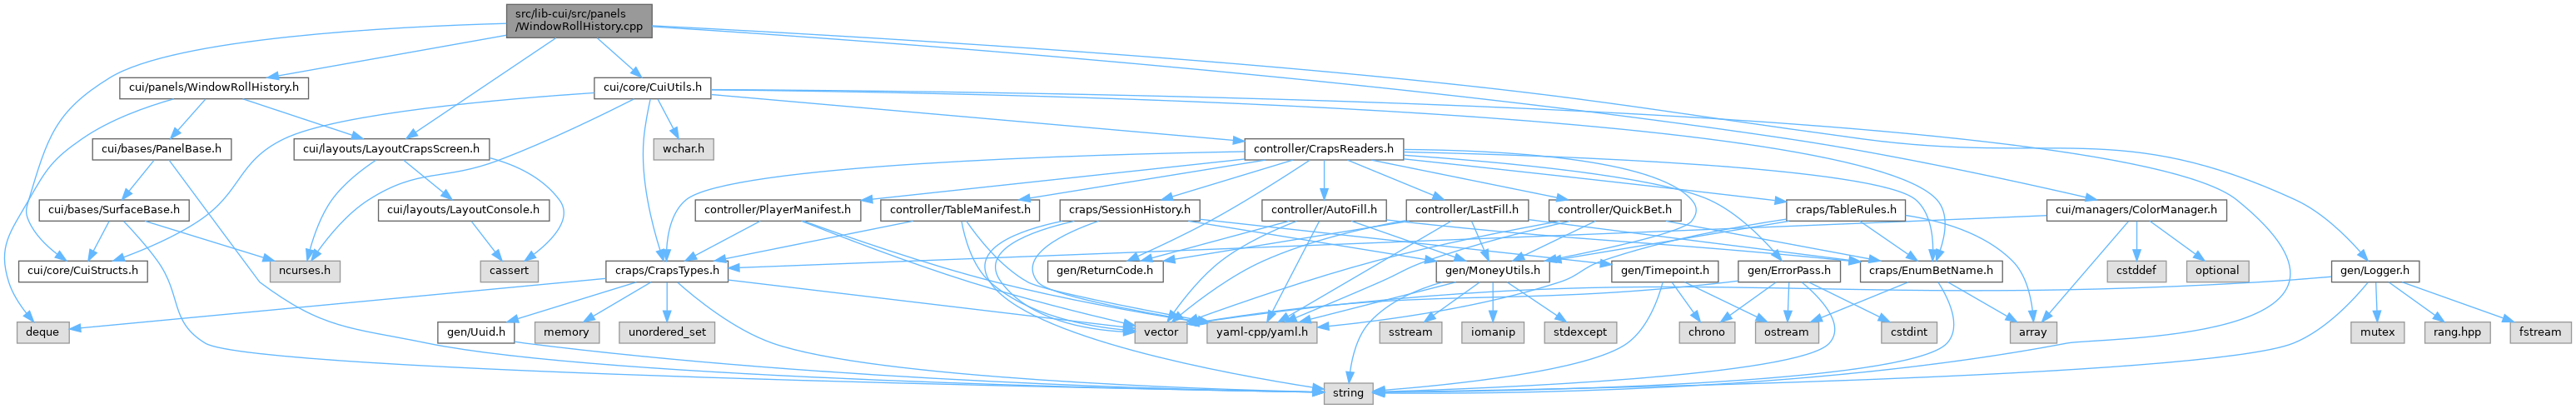 src/lib-cui/src/panels
/WindowRollHistory.cpp
cui/panels/WindowRollHistory.h
cui/core/CuiUtils.h
cui/bases/PanelBase.h
cui/layouts/LayoutCrapsScreen.h
wchar.h
controller/CrapsReaders.h
cui/bases/SurfaceBase.h
cui/layouts/LayoutConsole.h
controller/PlayerManifest.h
controller/TableManifest.h
craps/SessionHistory.h
controller/AutoFill.h
controller/LastFill.h
controller/QuickBet.h
craps/TableRules.h
cui/managers/ColorManager.h
cui/core/CuiStructs.h
ncurses.h
cassert
craps/CrapsTypes.h
gen/ReturnCode.h
gen/MoneyUtils.h
gen/Timepoint.h
gen/ErrorPass.h
craps/EnumBetName.h
cstddef
optional
gen/Logger.h
deque
gen/Uuid.h
memory
unordered_set
vector
yaml-cpp/yaml.h
sstream
iomanip
stdexcept
chrono
ostream
cstdint
array
mutex
rang.hpp
fstream
string